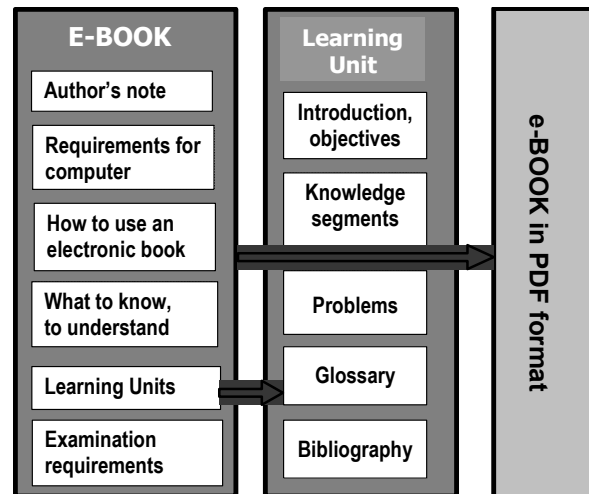 E-BOOK
Author's note
Requirements for
computer
How to use an
electronic book
What to know,
to understand
Learning Units
Examination
requirements
Learning
Unit
Introduction,
objectives
Knowledge
segments
Problems
Glossary
Bibliography
e-BOOK in PDF format